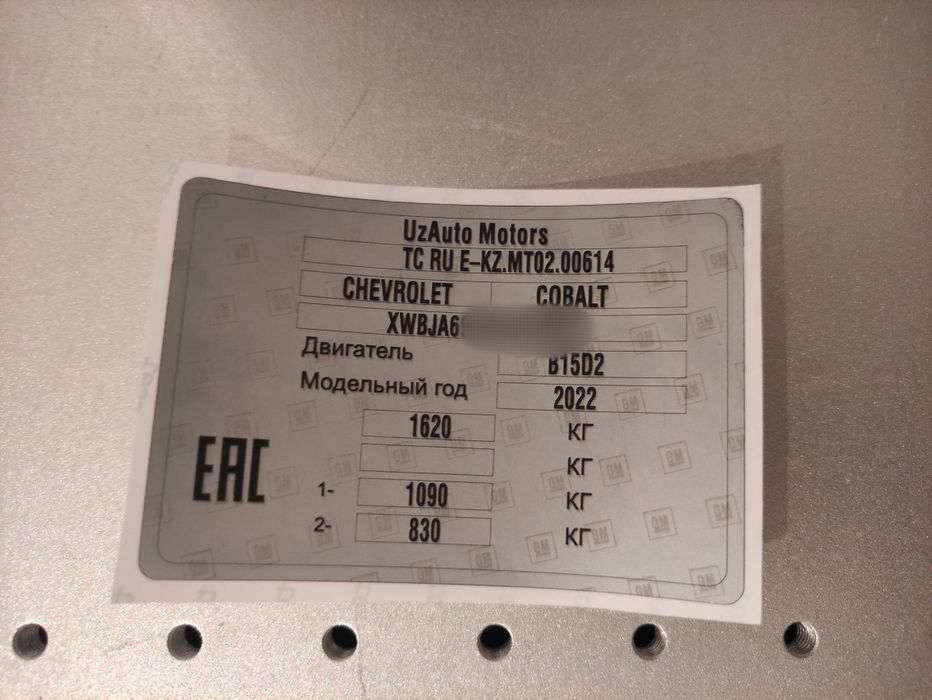 UzAuto Motors
TC RU E-KZ.MT02.00614
CHEVROLET COBALT
XWBJA6
Двигатель B15D2
Модельный год 2022
1620 КГ
КГ
EAC
1- 1090 КГ
2- 830 КГ